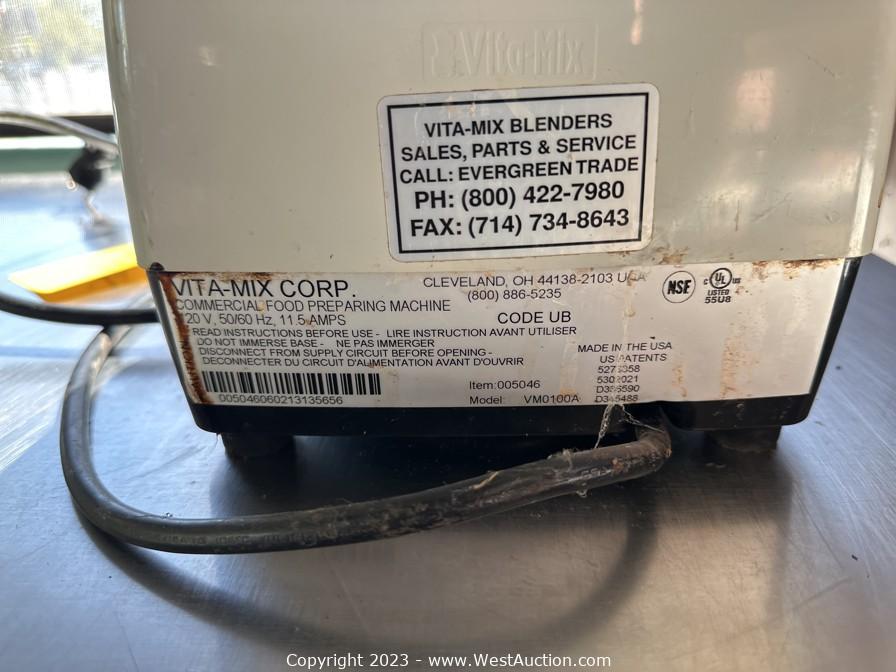 Vita-Mix
VITA-MIX BLENDERS
SALES, PARTS & SERVICE
CALL: EVERGREEN TRADE
PH: (800) 422-7980
FAX: (714) 734-8643
VITA-MIX CORP.
COMMERCIAL FOOD PREPARING MACHINE
20 V, 50/60 Hz, 11.5 AMPS
READ INSTRUCTIONS BEFORE USE - LIRE INSTRUCTION AVANT UTILISER
DO NOT IMMERSE BASE - NE PAS IMMERGER
DISCONNECT FROM SUPPLY CIRCUIT BEFORE OPENING -
DECONNECTER DU CIRCUIT D'ALIMENTATION AVANT D'OUVRIR
005046060213135656
CLEVELAND, OH 44138-2103 USA
(800) 886-5235
CODE UB
Item:005046
Model: VM0100A
NSF
C UL US
LISTED
55U8
MADE IN THE USA
US PATENTS
D345488
Copyright © 2023 - www.WestAuction.com